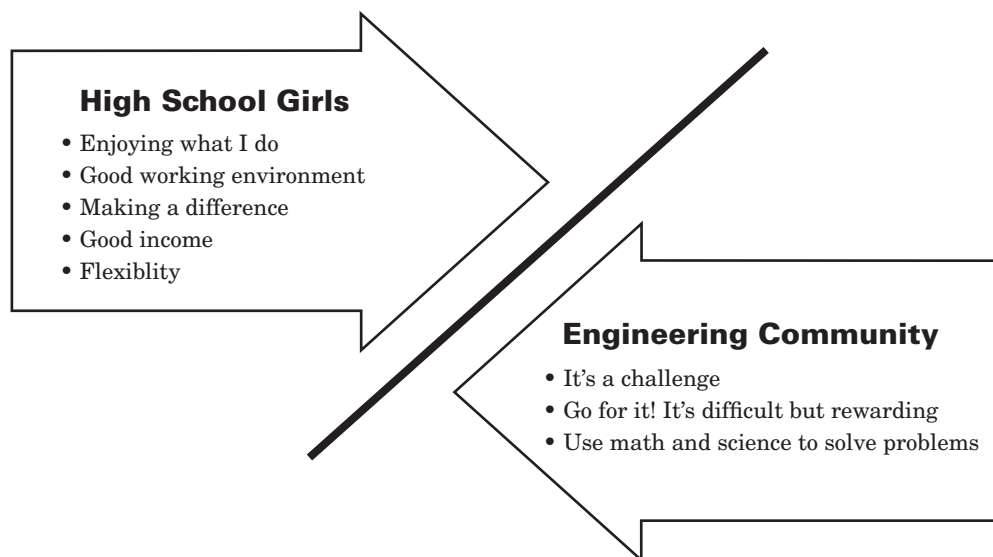 High School Girls
• Enjoying what I do
• Good working environment
• Making a difference
• Good income
• Flexiblity
Engineering Community
• It’s a challenge
• Go for it! It’s difficult but rewarding
• Use math and science to solve problems